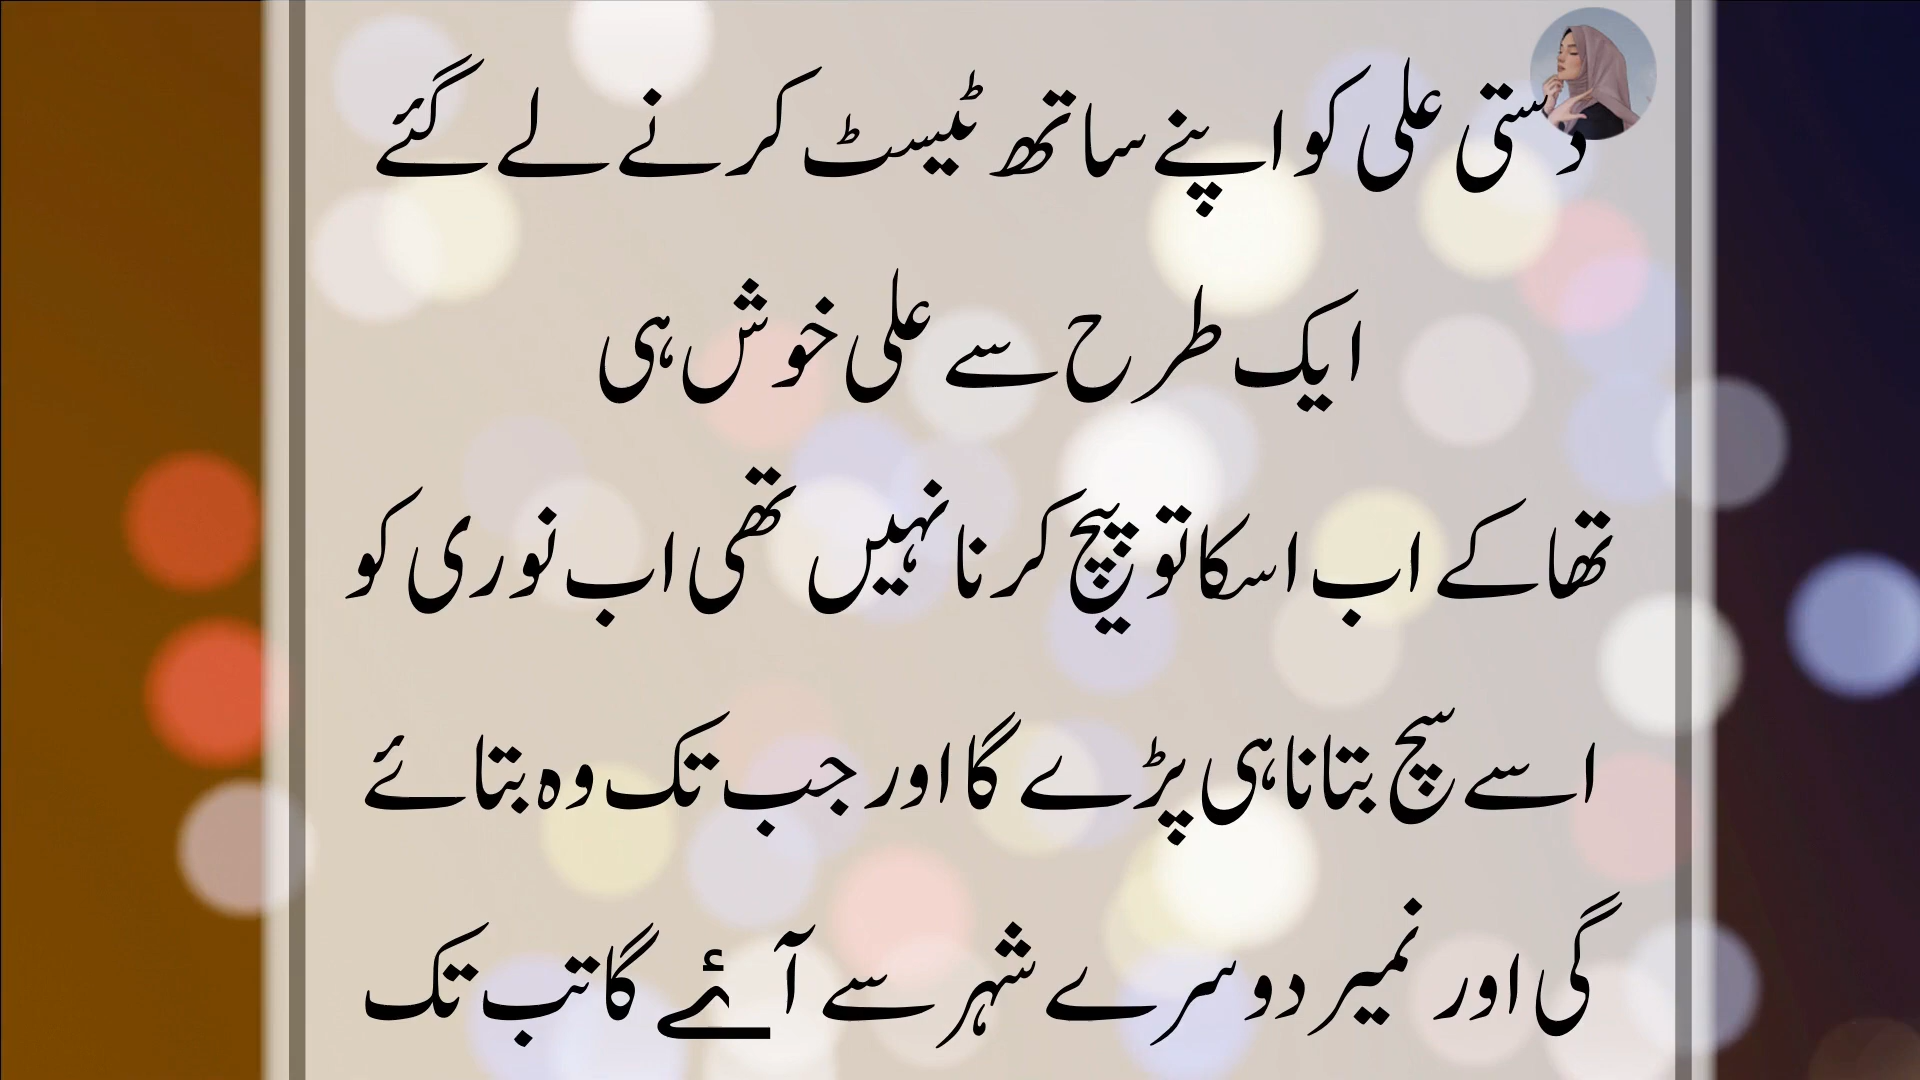 دستی علی کو اپنے ساتھ ٹیسٹ کرنے لے گئے
ایک طرح سے علی خوش ہی
تھا کے اب اسکا تو پیچ کرنا نہیں تھی اب نوری کو
اسے سچ بتانا ہی پڑے گا اور جب تک وہ بتائے
گی اور نمیر دوسرے شہر سے آئے گا تب تک